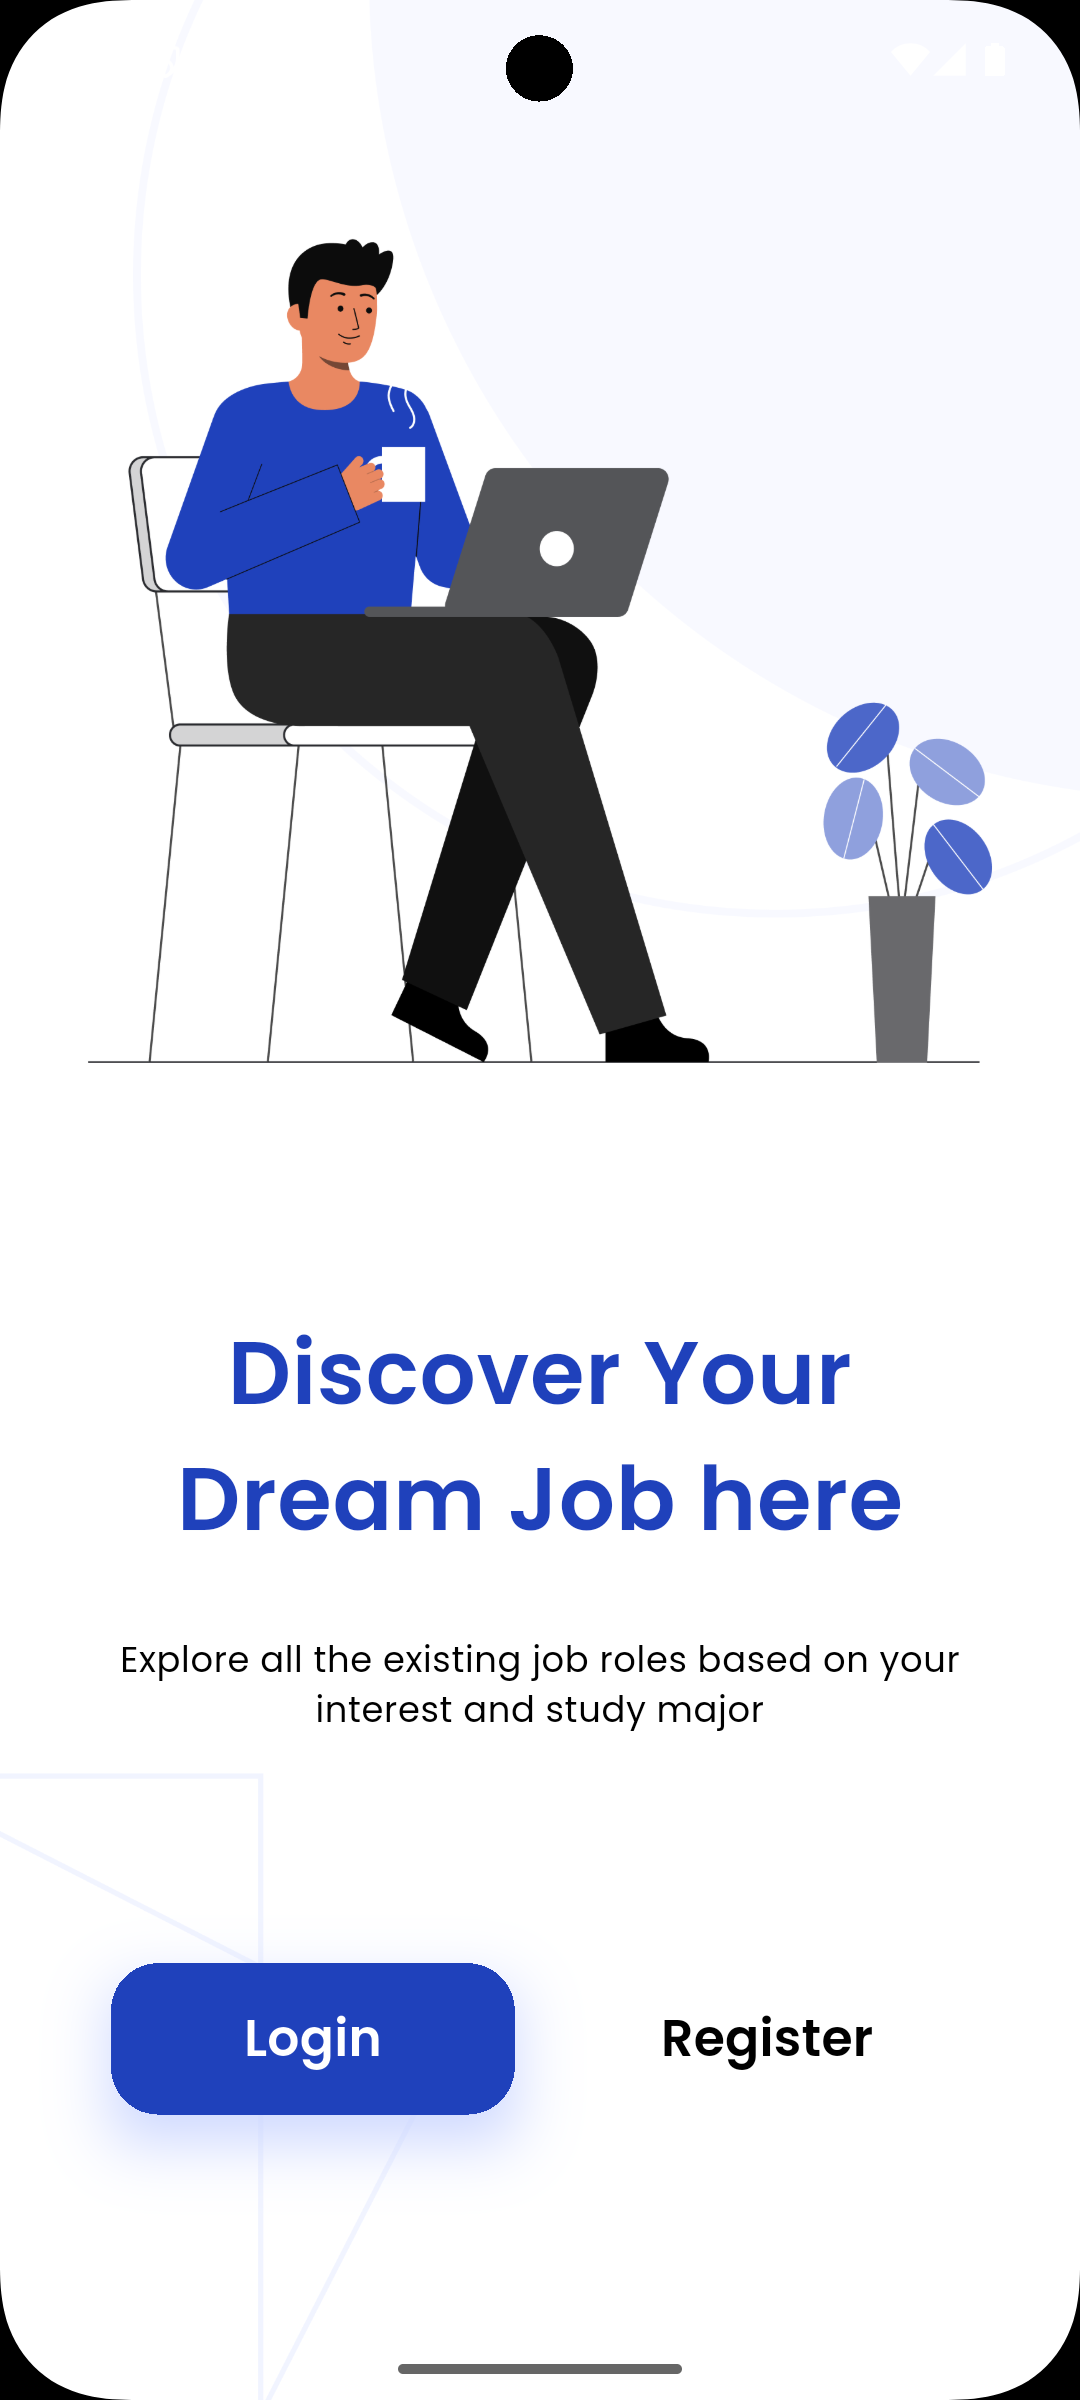 Discover Your
Dream Job here
Explore all the existing job roles based on your
interest and study major
Login
Register